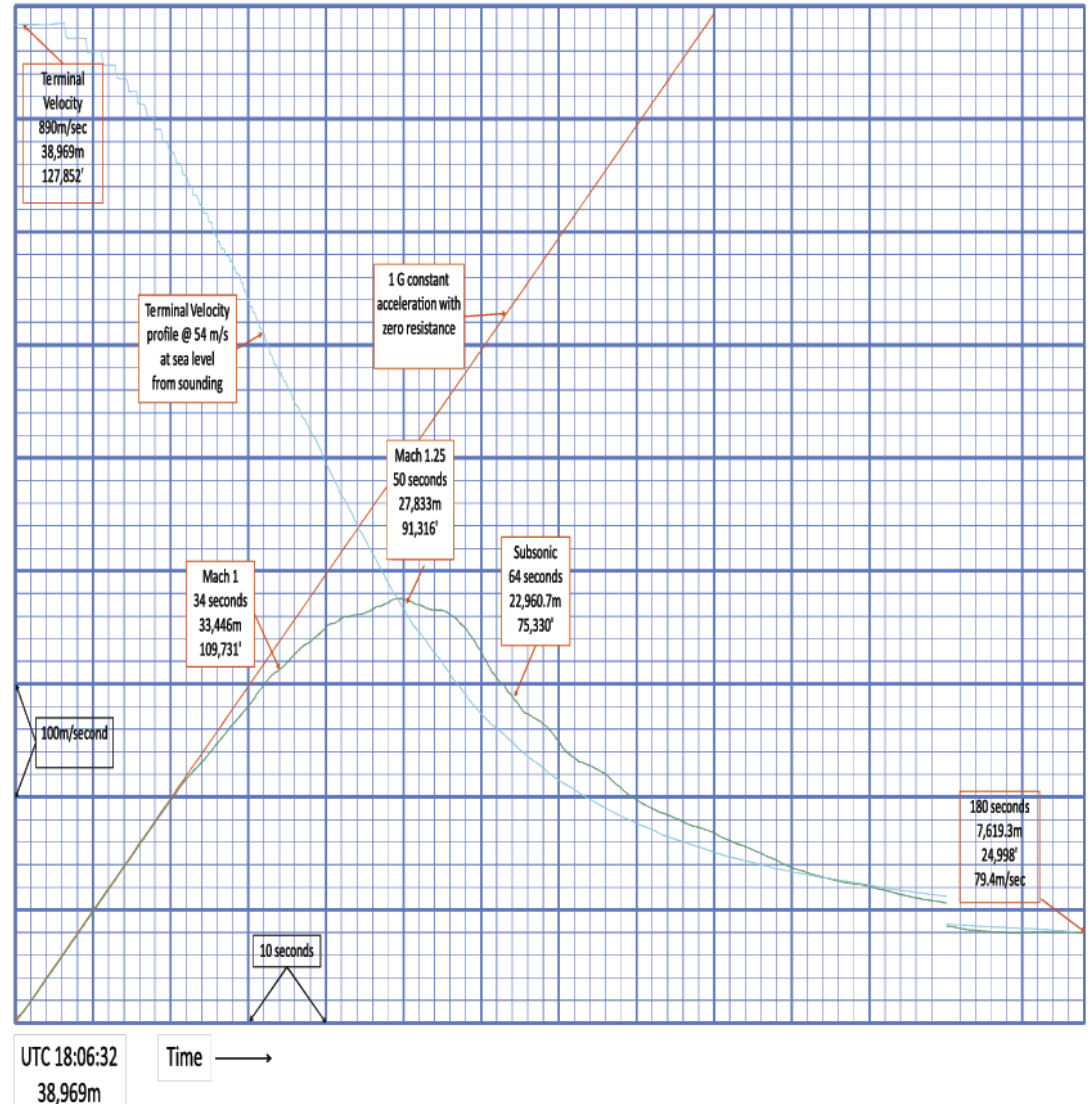 Terminal
Velocity
890m/sec
38,969m
127,852'
Terminal Velocity
profile @ 54 m/s
at sea level
from sounding
1 G constant
acceleration with
zero resistance
Mach 1.25
50 seconds
27,833m
91,316'
Subsonic
64 seconds
22,960.7m
75,330'
Mach 1
34 seconds
33,446m
109,731'
100m/second
180 seconds
7,619.3m
24,998'
79.4m/sec
10 seconds
UTC 18:06:32
38,969m
Time